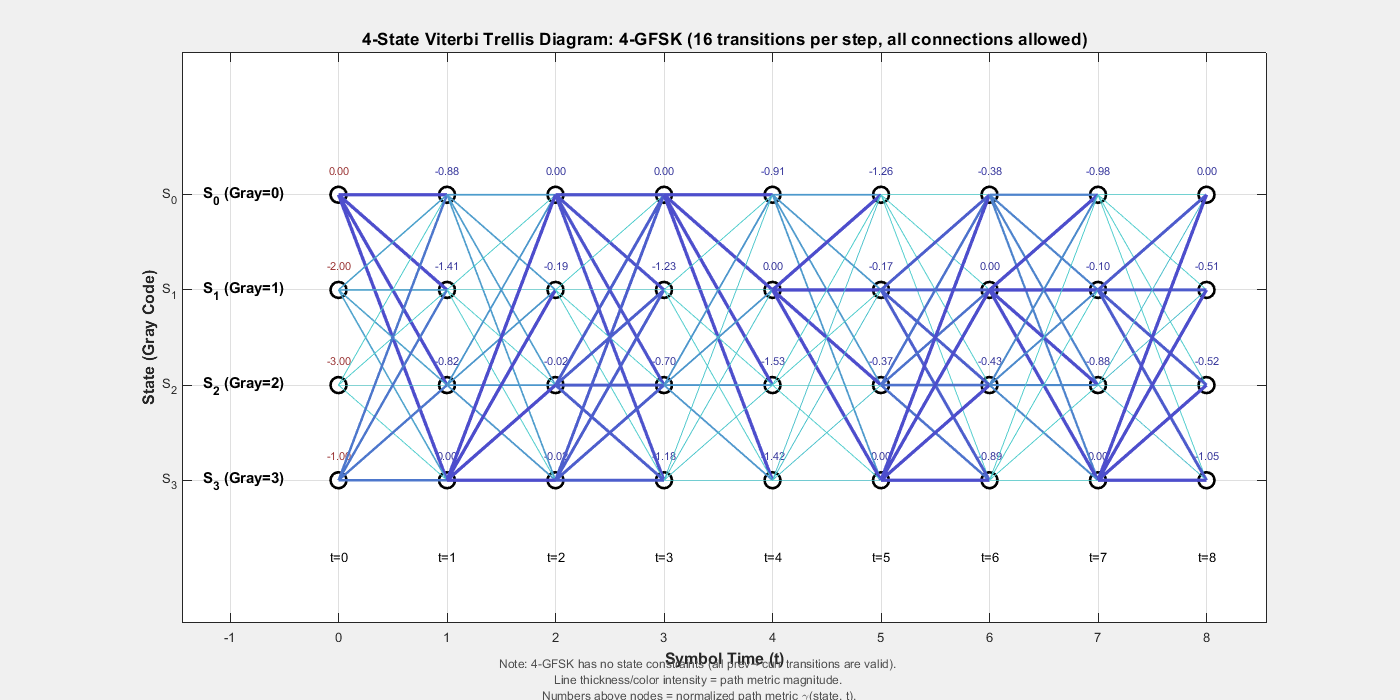 4-State Viterbi Trellis Diagram: 4-GFSK (16 transitions per step, all connections allowed)
0.00 -0.88 0.00 0.00 -0.91 -1.26 -0.38 -0.98 0.00
S0 S0 (Gray=0)
-2.00 -1.41 -0.19 -1.23 0.00 -0.17 0.00 -0.10 -0.51
S1 S1 (Gray=1)
-3.00 -0.82 -0.02 -0.70 -1.53 -0.37 -0.43 -0.88 -0.52
S2 S2 (Gray=2)
-1.00 0.00 -1.18 -1.42 0.00 -0.89 0.00 -1.05
S3 S3 (Gray=3)
State (Gray Code)
t=0 t=1 t=2 t=3 t=4 t=5 t=6 t=7 t=8
-1 0 1 2 3 4 5 6 7 8
Symbol Time (t)
Note: 4-GFSK has no state constraints (all transitions are valid).
Line thickness/color intensity = path metric magnitude.
Numbers above nodes = normalized path metric γ(state, t).